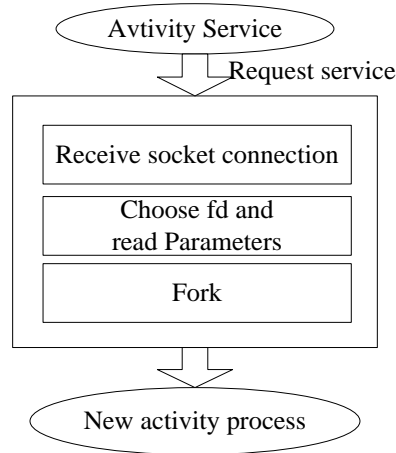 Avtivity Service
Request service
Receive socket connection
Choose fd and
read Parameters
Fork
New activity process